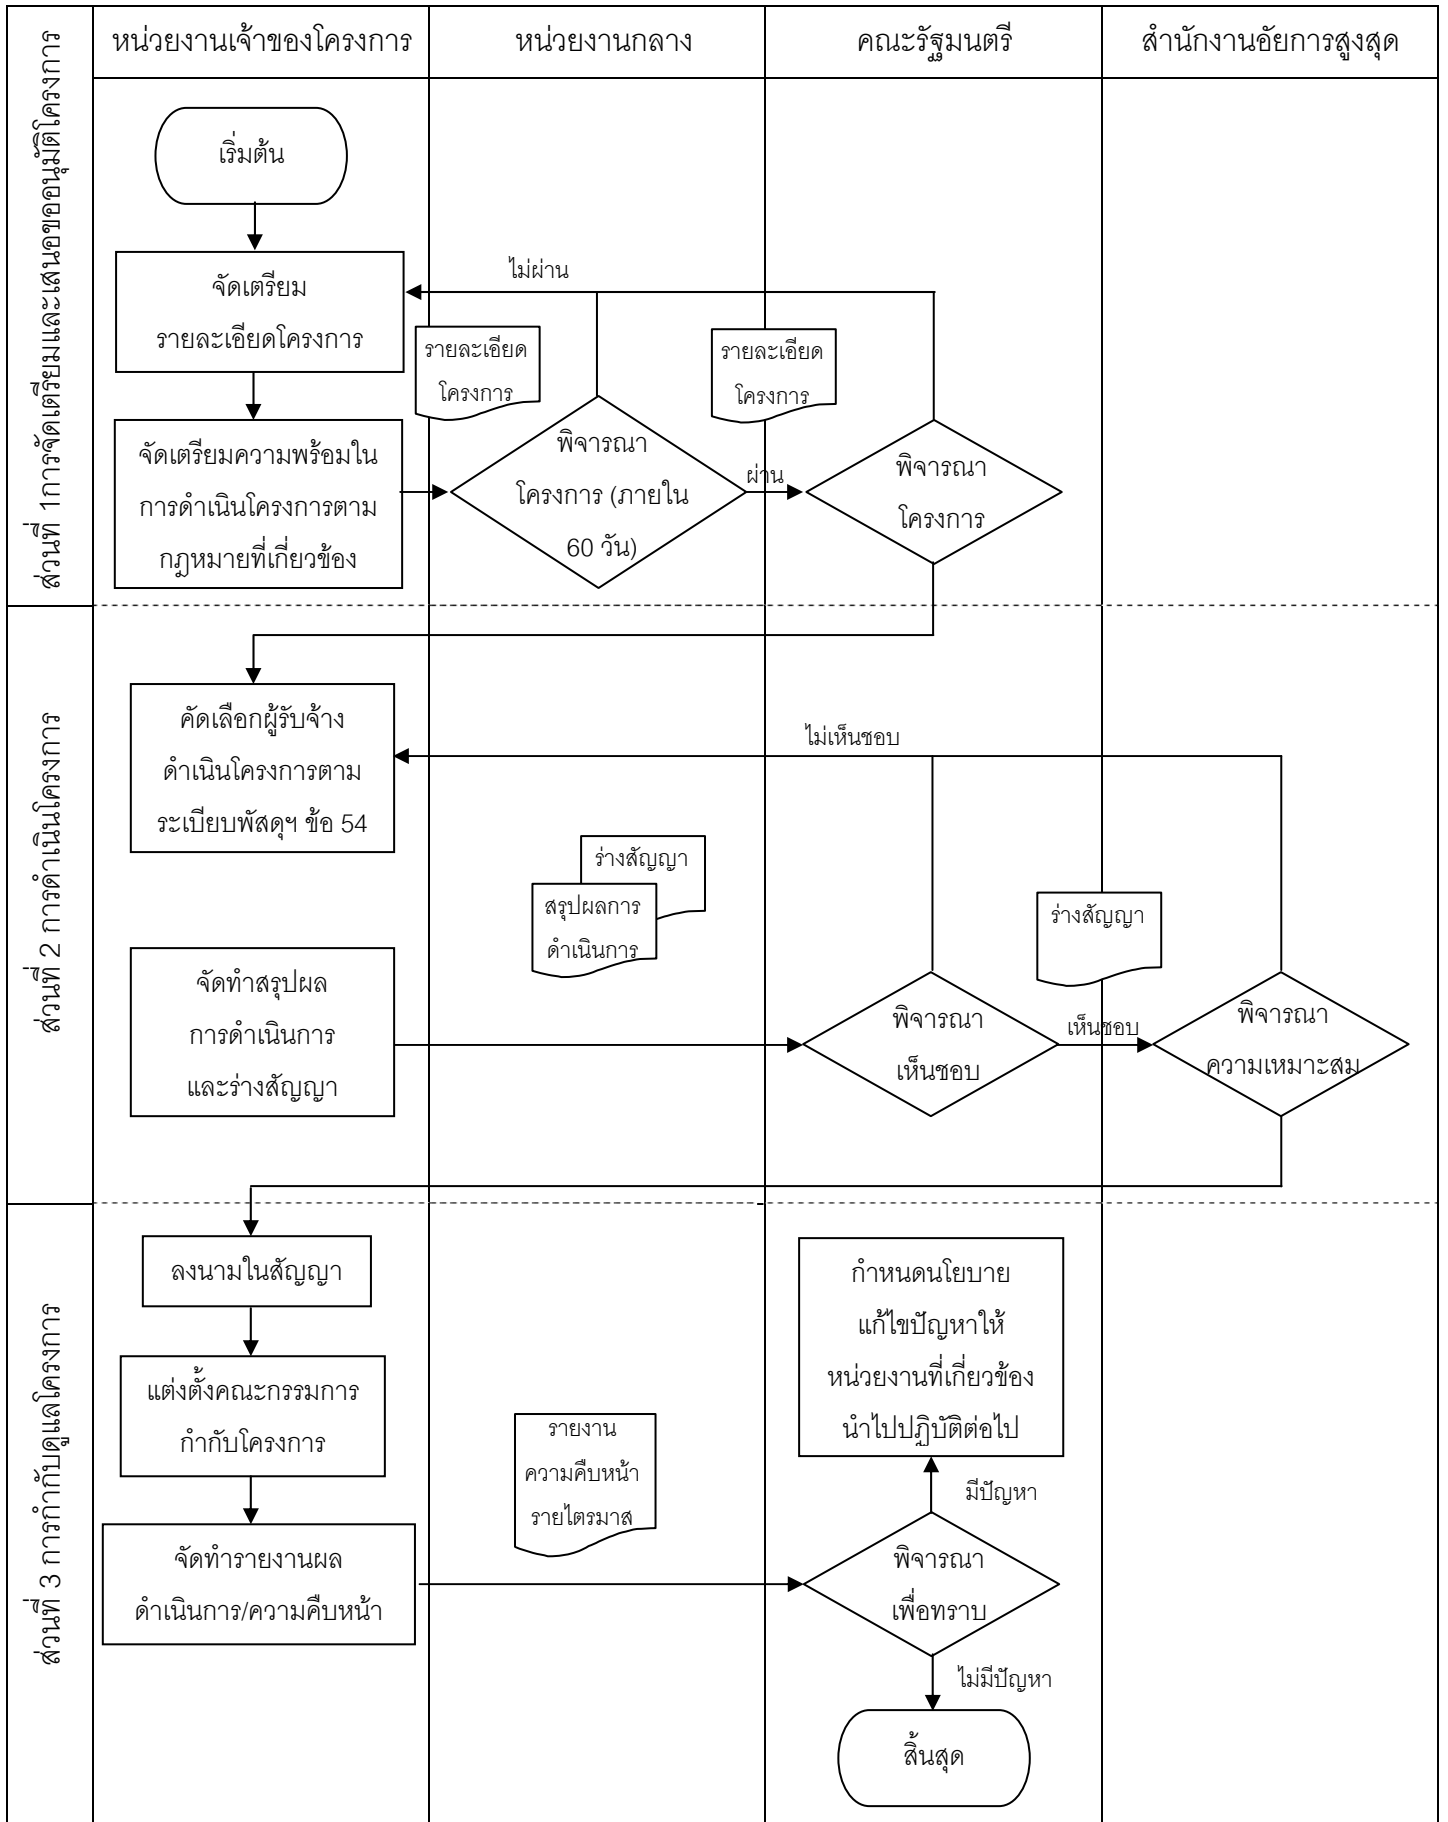 หน่วยงานเจ้าของโครงการ
หน่วยงานกลาง
คณะรัฐมนตรี
สำนักงานอัยการสูงสุด
ส่วนที่ 1การจัดเตรียมและเสนอขออนุมัติโครงการ
เริ่มต้น
จัดเตรียม
รายละเอียดโครงการ
ไม่ผ่าน
รายละเอียด
โครงการ
รายละเอียด
โครงการ
จัดเตรียมความพร้อมใน
การดำเนินโครงการตาม
กฎหมายที่เกี่ยวข้อง
พิจารณา
โครงการ (ภายใน
60 วัน)
ผ่าน
พิจารณา
โครงการ
ส่วนที่ 2 การดำเนินโครงการ
คัดเลือกผู้รับจ้าง
ดำเนินโครงการตาม
ระเบียบพัสดุฯ ข้อ 54
ไม่เห็นชอบ
ร่างสัญญา
สรุปผลการ
ดำเนินการ
ร่างสัญญา
จัดทำสรุปผล
การดำเนินการ
และร่างสัญญา
พิจารณา
เห็นชอบ
เห็นชอบ
พิจารณา
ความเหมาะสม
ส่วนที่ 3 การกำกับดูแลโครงการ
ลงนามในสัญญา
แต่งตั้งคณะกรรมการ
กำกับโครงการ
จัดทำรายงานผล
ดำเนินการ/ความคืบหน้า
รายงาน
ความคืบหน้า
รายไตรมาส
กำหนดนโยบาย
แก้ไขปัญหาให้
หน่วยงานที่เกี่ยวข้อง
นำไปปฏิบัติต่อไป
มีปัญหา
พิจารณา
เพื่อทราบ
ไม่มีปัญหา
สิ้นสุด